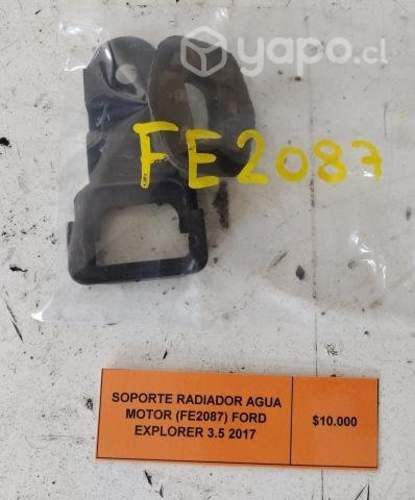 yapo.cl
FE2087
SOPORTE RADIADOR AGUA
MOTOR (FE2087) FORD
EXPLORER 3.5 2017
$10.000